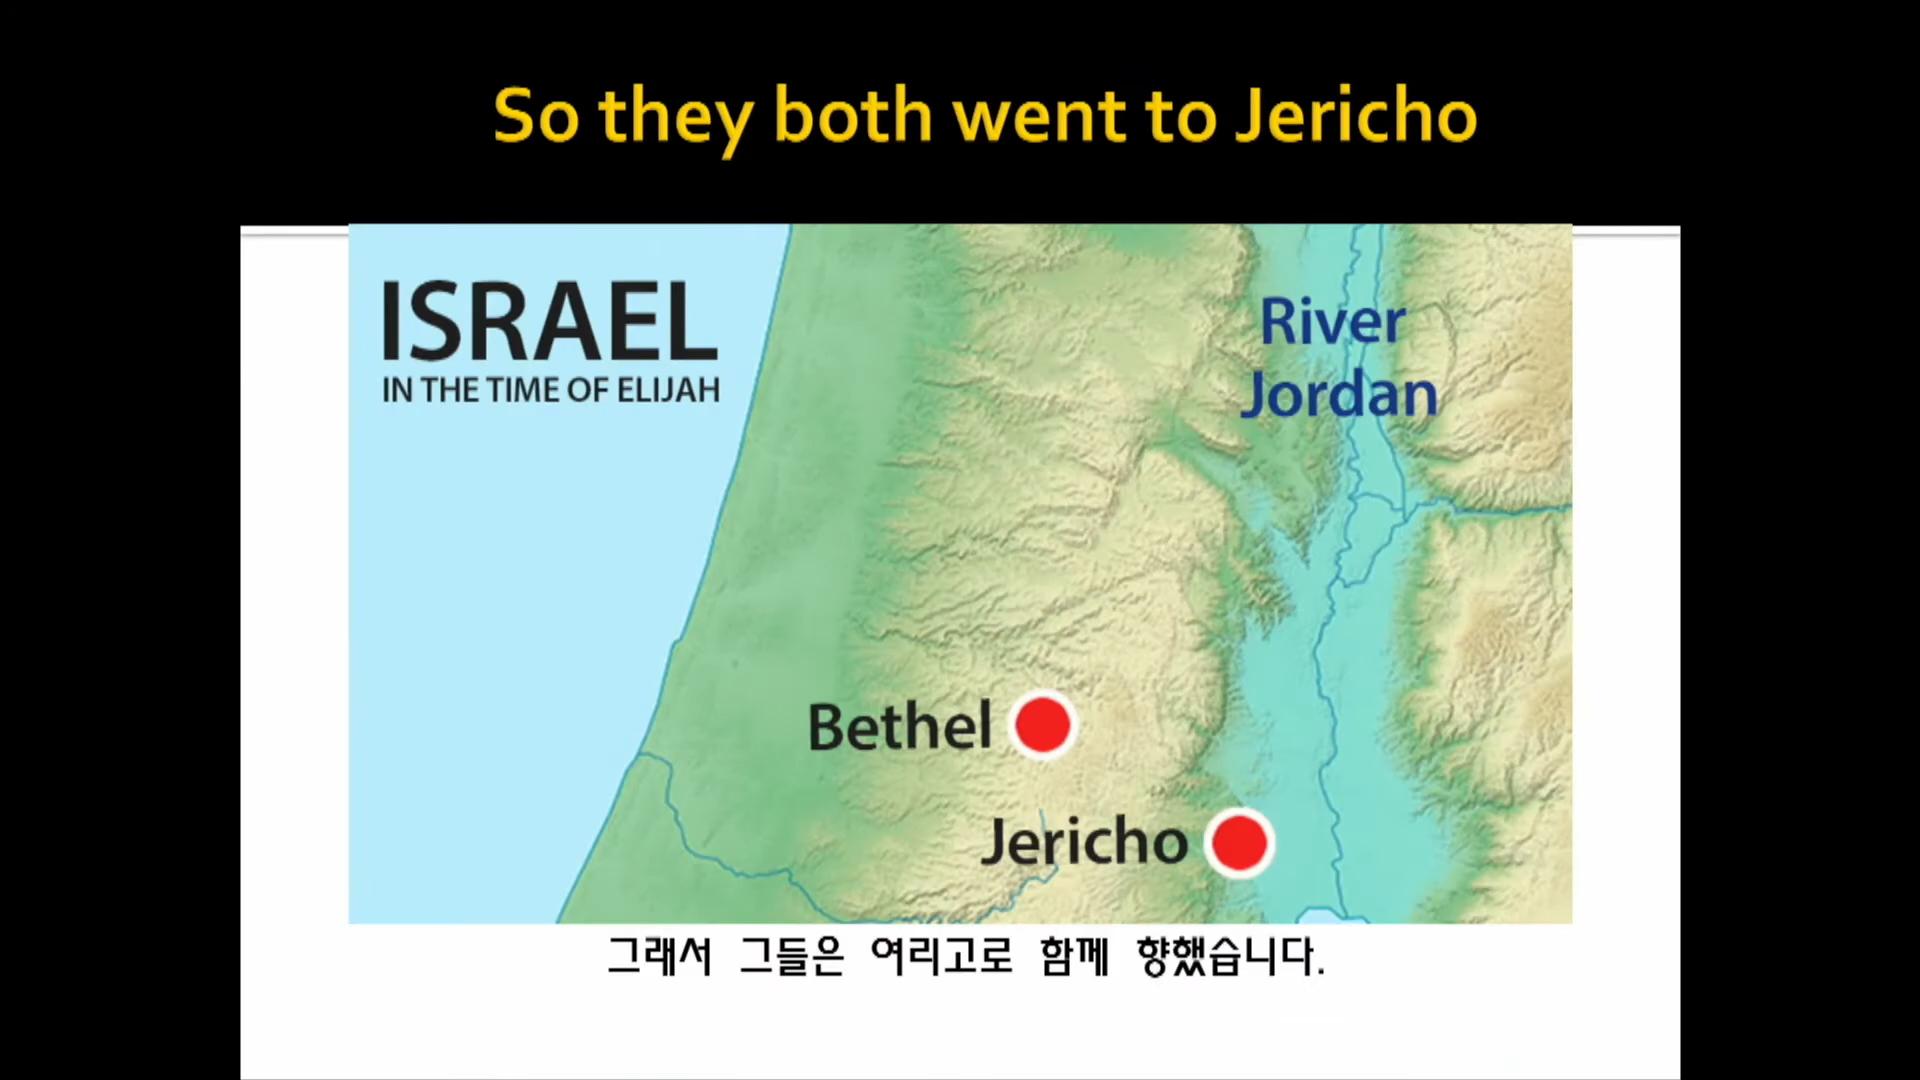 So they both went to Jericho
ISRAEL
IN THE TIME OF ELIJAH
River
Jordan
Bethel
Jericho
그래서 그들은 여리고로 함께 향했습니다.